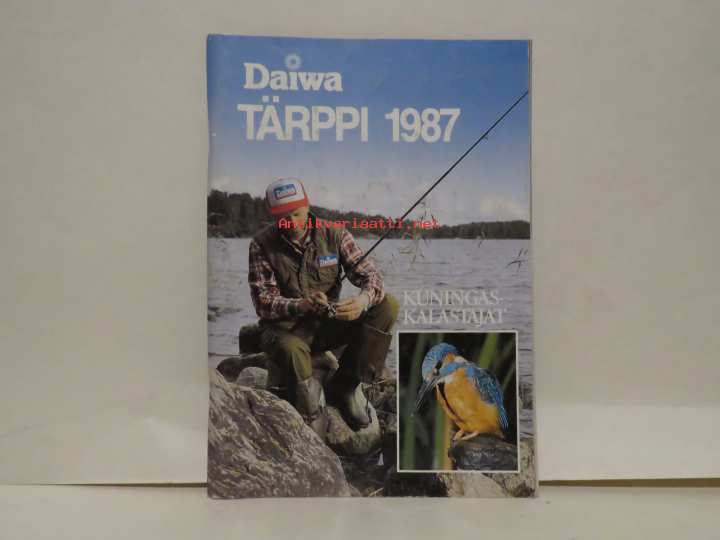 Daiwa
TÄRPPI 1987
Daiwa
Antikvariaatti.net
Daiwa
KUNINGAS-
KALASTAJAT